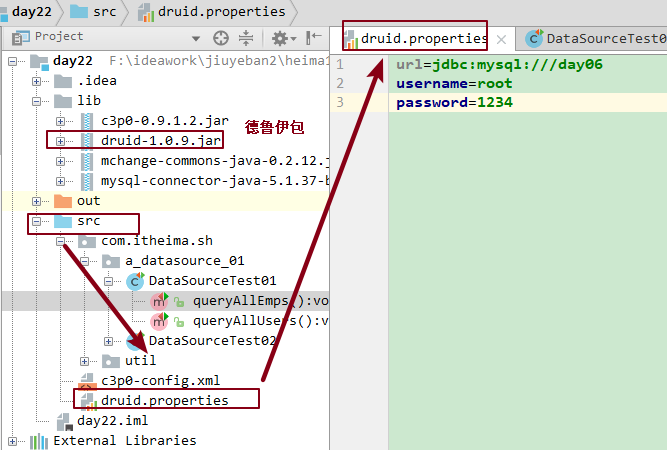 day22 src druid.properties
Project
day22 F:\ideawork\jiuyeban2\heima1
.idea
lib
c3p0-0.9.1.2.jar
druid-1.0.9.jar
德鲁伊包
mchange-commons-java-0.2.12.j
mysql-connector-java-5.1.37-b
out
src
com.itheima.sh
a_datasource_01
DataSourceTest01
queryAllEmps():vo
queryAllUsers():v
DataSourceTest02
util
c3p0-config.xml
druid.properties
day22.iml
External Libraries
druid.properties
DataSourceTest0
1 url=jdbc:mysql:///day06
2 username=root
3 password=1234